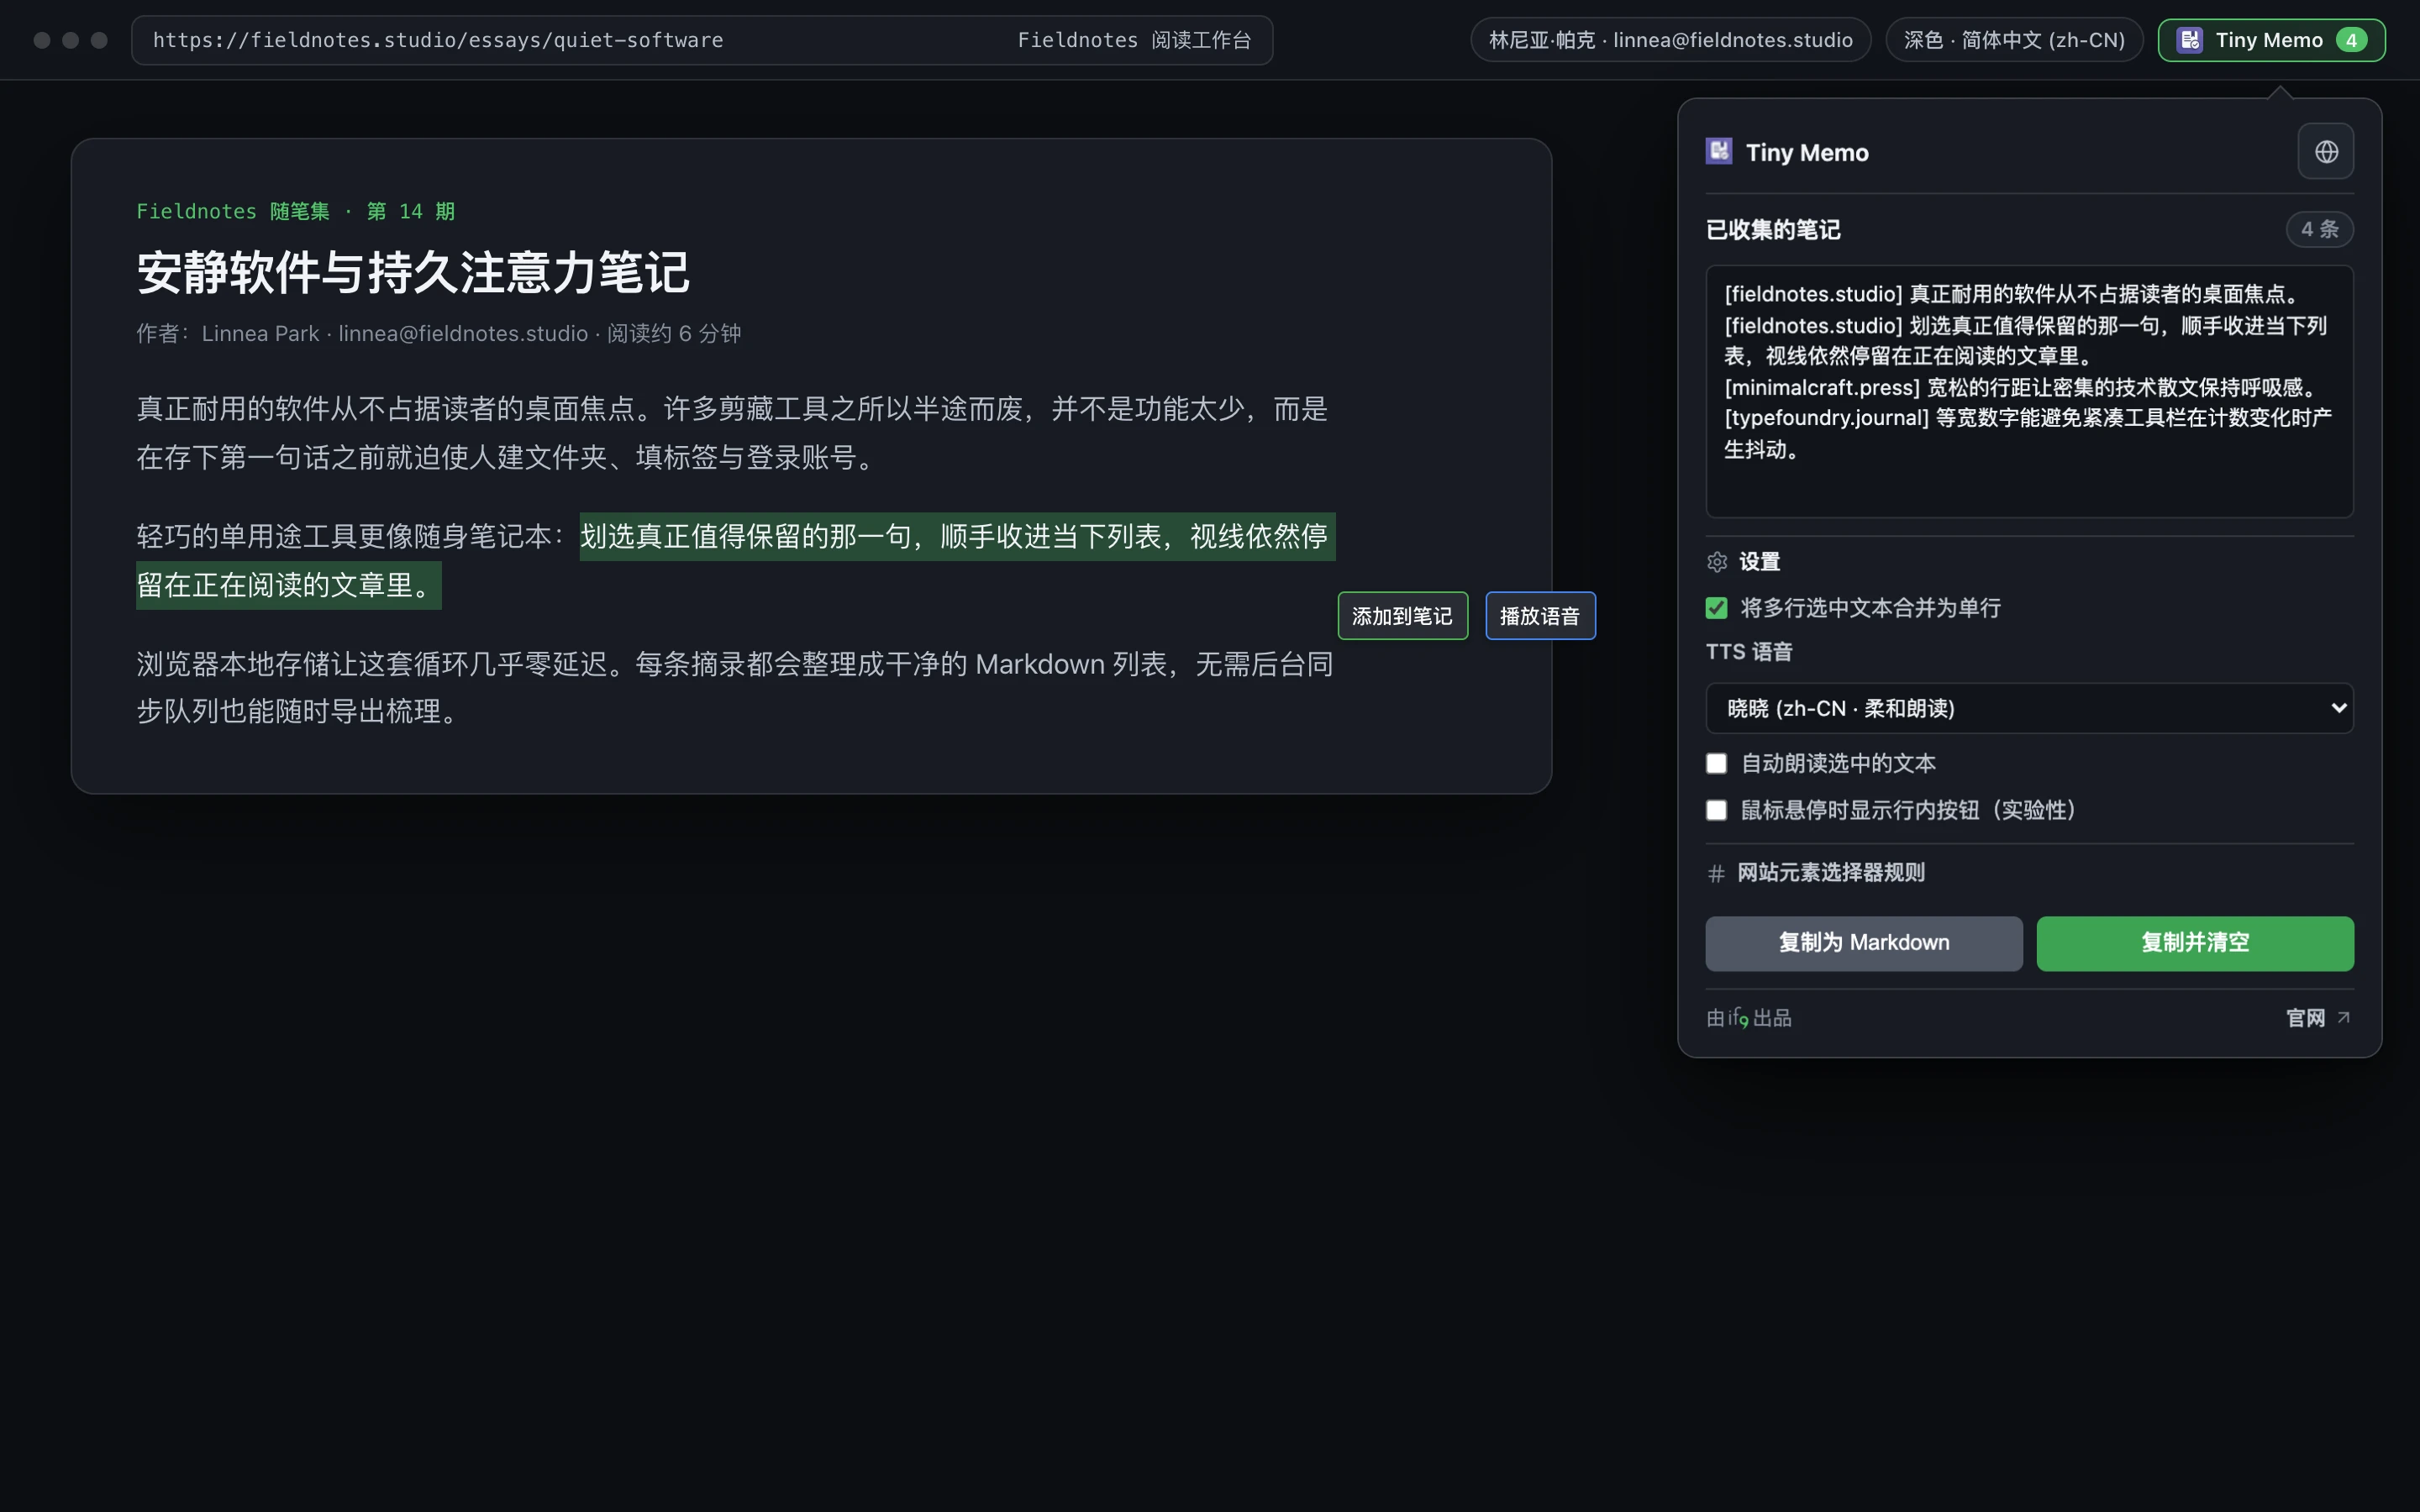 https://fieldnotes.studio/essays/quiet-software
Fieldnotes 阅读工作台
林尼亚·帕克 · linnea@fieldnotes.studio
深色 · 简体中文 (zh-CN)
Tiny Memo 4
Fieldnotes 随笔集 · 第 14 期
安静软件与持久注意力笔记
作者：Linnea Park · linnea@fieldnotes.studio · 阅读约 6 分钟
真正耐用的软件从不占据读者的桌面焦点。许多剪藏工具之所以半途而废，并不是功能太少，而是
在存下第一句话之前就迫使人建文件夹、填标签与登录账号。
轻巧的单用途工具更像随身笔记本：划选真正值得保留的那一句，顺手收进当下列表，视线依然停
留在正在阅读的文章里。
添加到笔记
播放语音
浏览器本地存储让这套循环几乎零延迟。每条摘录都会整理成干净的 Markdown 列表，无需后台同
步队列也能随时导出梳理。
Tiny Memo
已收集的笔记
4 条
[fieldnotes.studio] 真正耐用的软件从不占据读者的桌面焦点。
[fieldnotes.studio] 划选真正值得保留的那一句，顺手收进当下列
表，视线依然停留在正在阅读的文章里。
[minimalcraft.press] 宽松的行距让密集的技术散文保持呼吸感。
[typefoundry.journal] 等宽数字能避免紧凑工具栏在计数变化时产
生抖动。
设置
将多行选中文本合并为单行
TTS 语音
晓晓 (zh-CN · 柔和朗读)
自动朗读选中的文本
鼠标悬停时显示行内按钮（实验性）
网站元素选择器规则
复制为 Markdown
复制并清空
由 if9 出品
官网